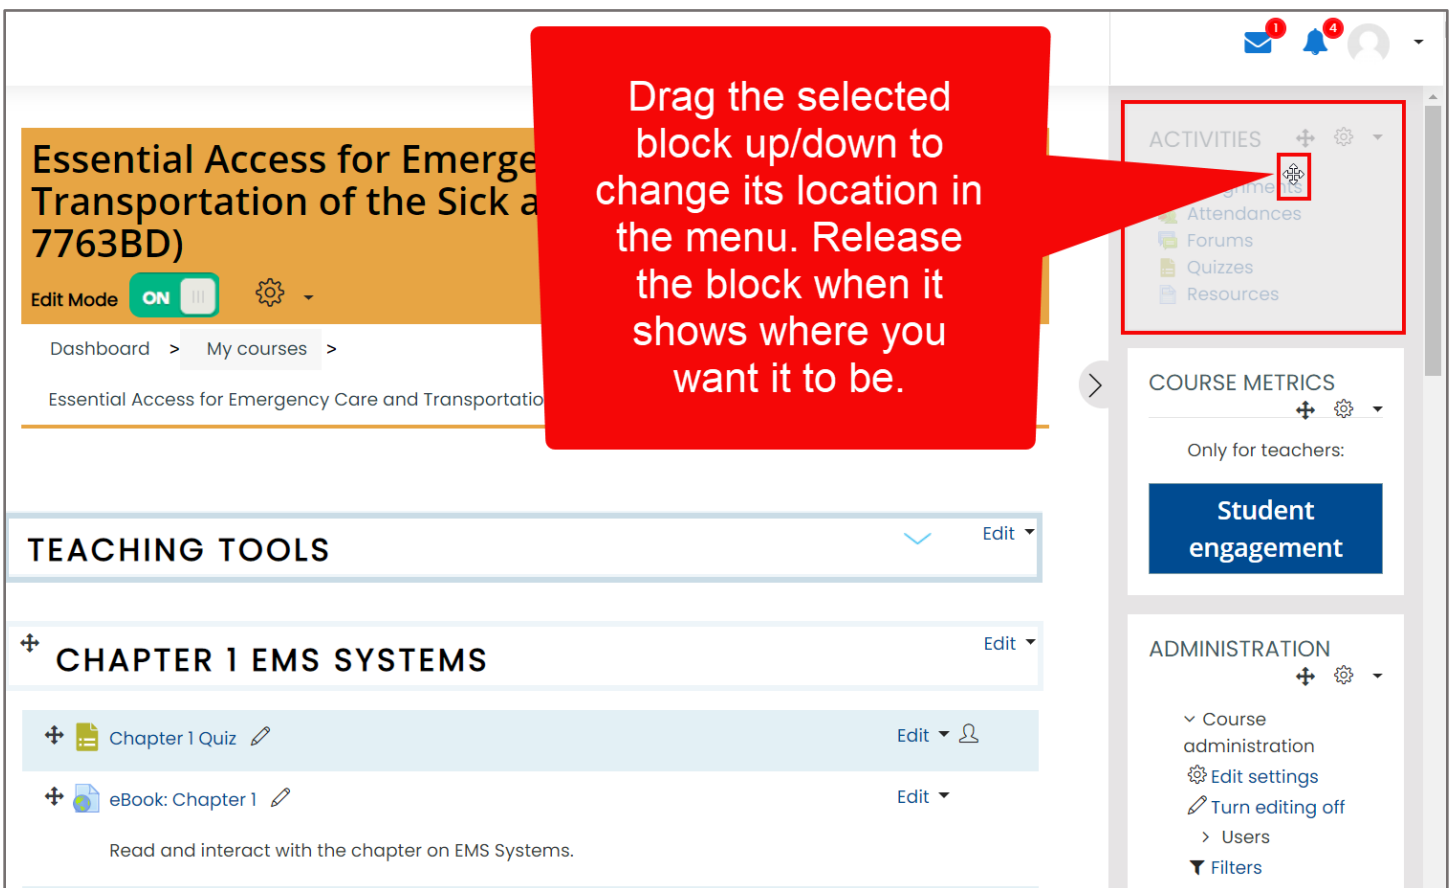 1
4
Drag the selected
block up/down to
change its location in
the menu. Release
the block when it
shows where you
want it to be.
Essential Access for Emerge
Transportation of the Sick a
7763BD)
Edit Mode ON
Dashboard > My courses >
Essential Access for Emergency Care and Transportatio
TEACHING TOOLS
Edit
CHAPTER 1 EMS SYSTEMS
Edit
Chapter 1 Quiz
Edit
eBook: Chapter 1
Edit
Read and interact with the chapter on EMS Systems.
ACTIVITIES
Attendances
Forums
Quizzes
Resources
COURSE METRICS
Only for teachers:
Student
engagement
ADMINISTRATION
Course
administration
Edit settings
Turn editing off
> Users
Filters